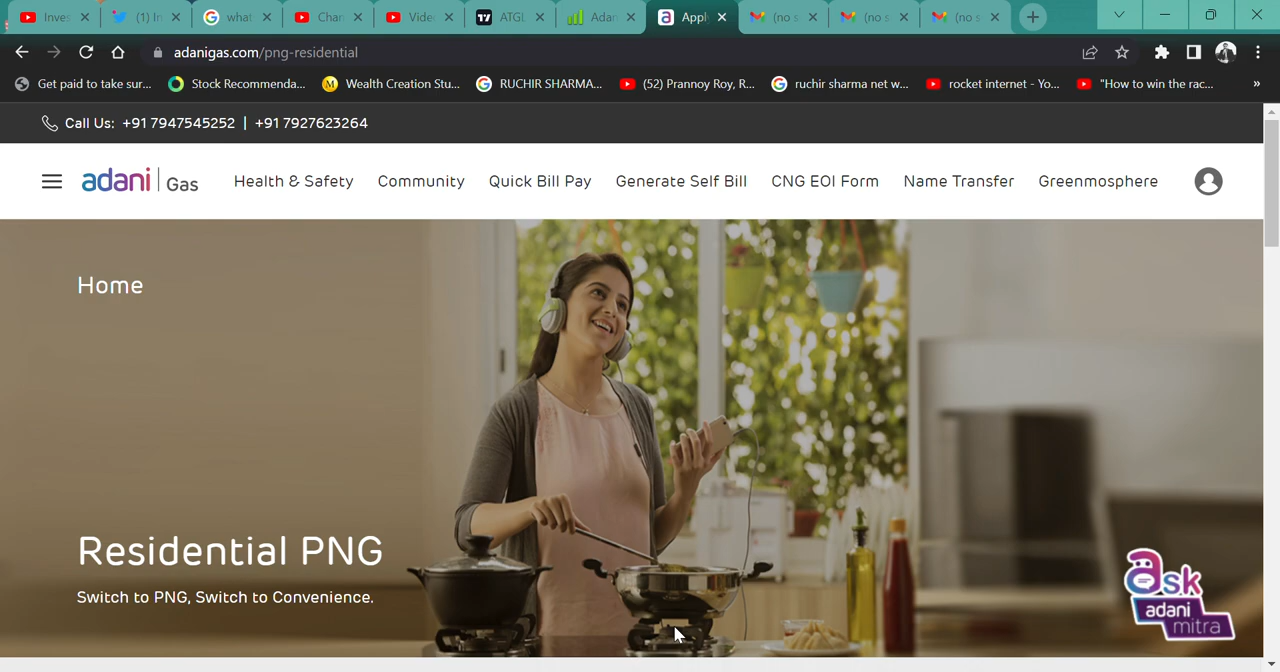 Inves (1) In what Chan Vide ATGL Adan Appl (no s (no s (no s
adanigas.com/png-residential
Get paid to take sur... Stock Recommenda... Wealth Creation Stu... RUCHIR SHARMA... (52) Prannoy Roy, R... ruchir sharma net w... rocket internet - Yo... "How to win the rac... »
Call Us: +91 7947545252 | +91 7927623264
adani | Gas Health & Safety Community Quick Bill Pay Generate Self Bill CNG EOI Form Name Transfer Greenmosphere
Home
Residential PNG
Switch to PNG, Switch to Convenience.
ask
adani
mitra